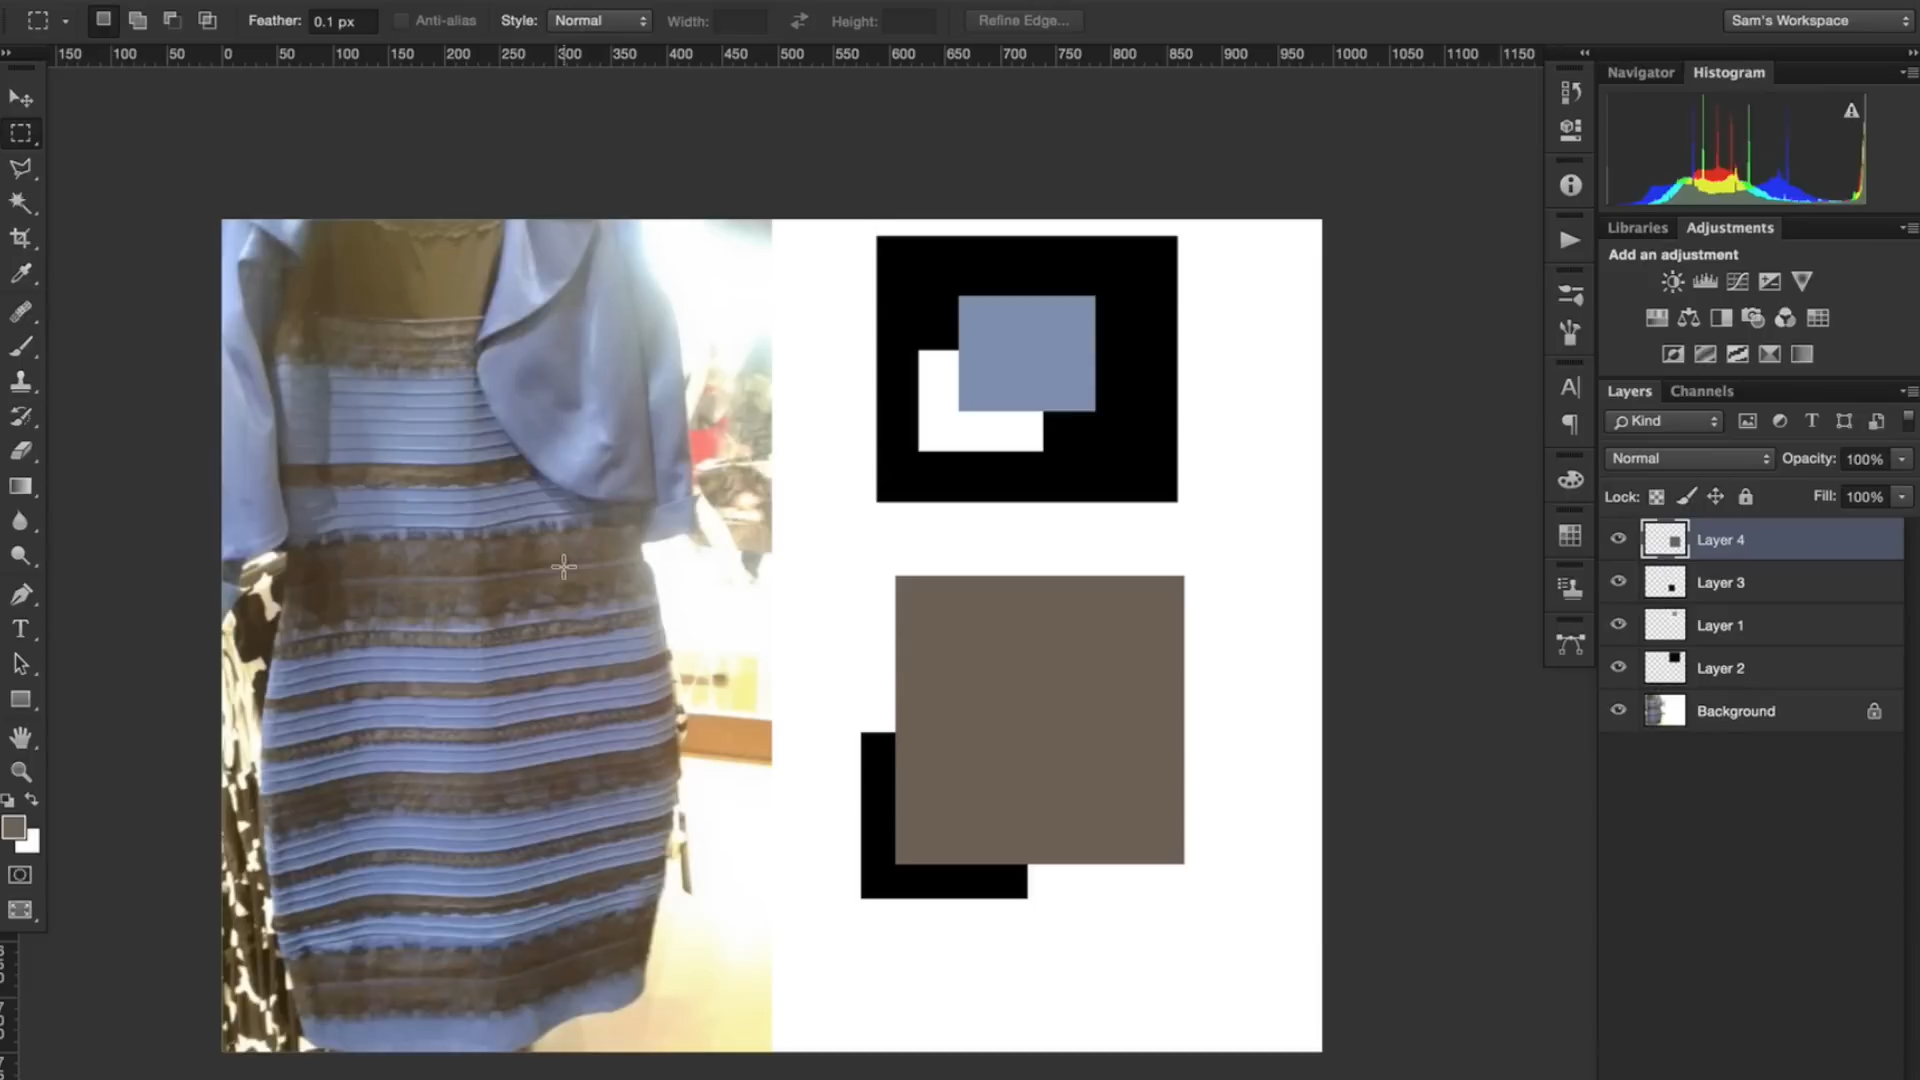 Feather: 0.1 px Anti-alias Style: Normal Width: Height: Refine Edge... Sam's Workspace
150 100 50 0 50 100 150 200 250 300 350 400 450 500 550 600 650 700 750 800 850 900 950 1000 1050 1100 1150
Navigator Histogram
Libraries Adjustments
Add an adjustment
Layers Channels
Kind T
Normal Opacity: 100%
Lock: Fill: 100%
Layer 4
Layer 3
Layer 1
Layer 2
Background
A
T